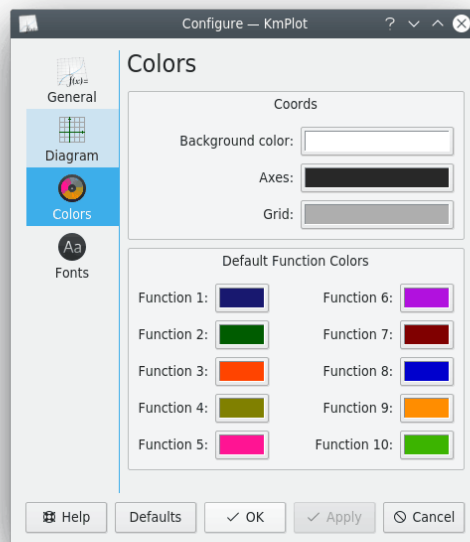 Configure — KmPlot
f(x)=
General
Diagram
Colors
Aa
Fonts
Colors
Coords
Background color:
Axes:
Grid:
Default Function Colors
Function 1:
Function 6:
Function 2:
Function 7:
Function 3:
Function 8:
Function 4:
Function 9:
Function 5:
Function 10:
Help
Defaults
OK
Apply
Cancel